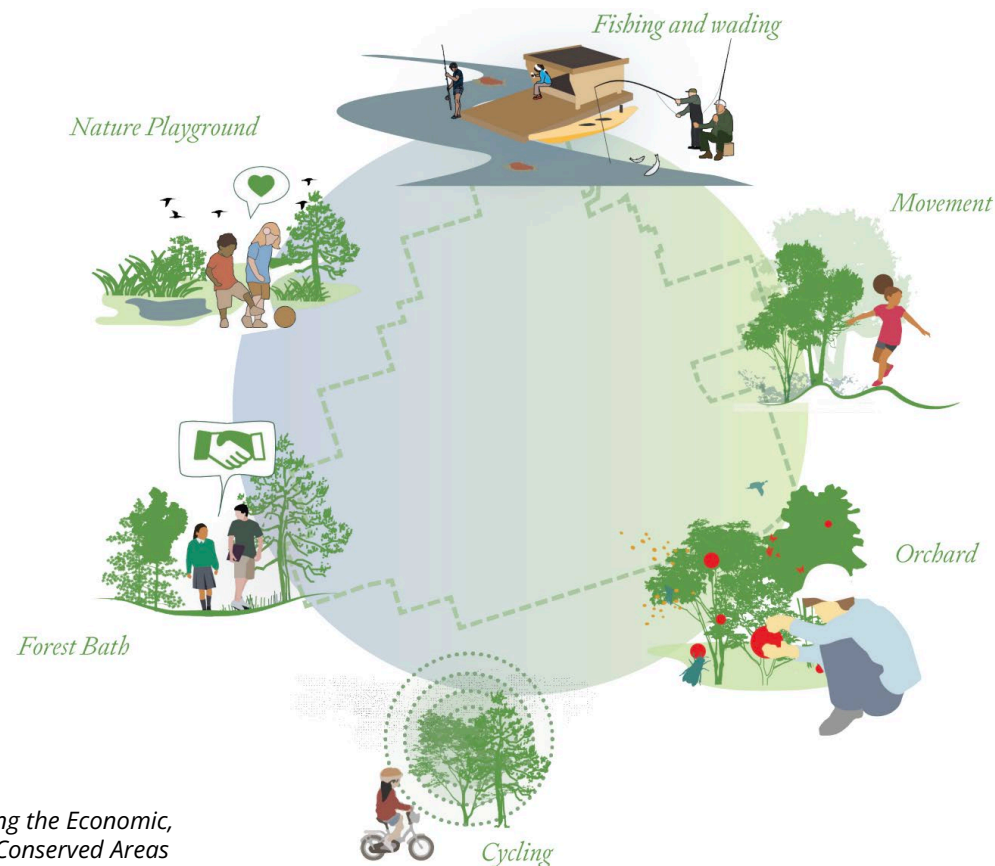 Fishing and wading
Nature Playground
Movement
Orchard
Forest Bath
ng the Economic,
Conserved Areas
Cycling